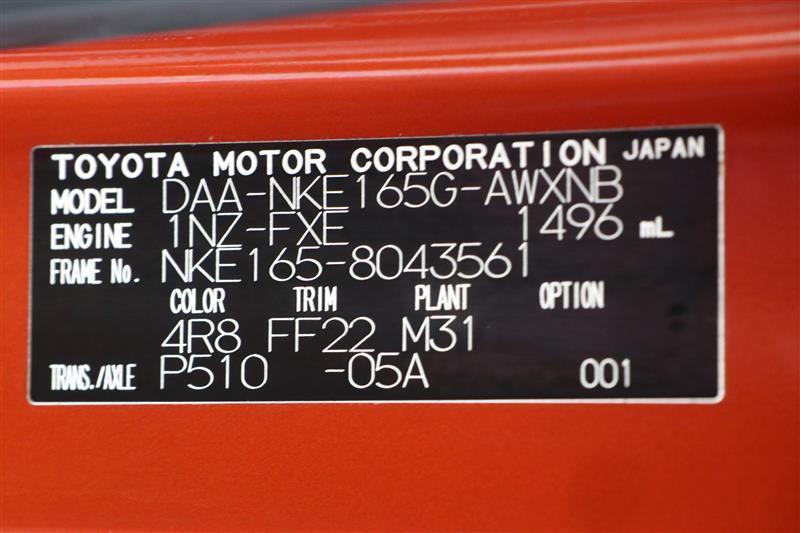 TOYOTA MOTOR CORPORATION JAPAN
MODEL DAA-NKE165G-AWXNB
ENGINE 1NZ-FXE 1496 mL
FRAME No. NKE165-8043561
COLOR TRIM PLANT OPTION
4R8 FF22 M31
TRANS./AXLE P510 -05A 001